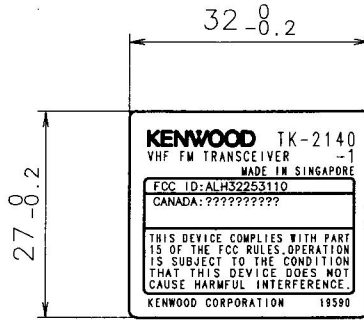 32 0 -0.2
27 0 -0.2
KENWOOD TK-2140
VHF FM TRANSCEIVER -1
MADE IN SINGAPORE
FCC ID:ALH32253110
CANADA:??????????
THIS DEVICE COMPLIES WITH PART
15 OF THE FCC RULES.OPERATION
IS SUBJECT TO THE CONDITION
THAT THIS DEVICE DOES NOT
CAUSE HARMFUL INTERFERENCE.
KENWOOD CORPORATION 19590